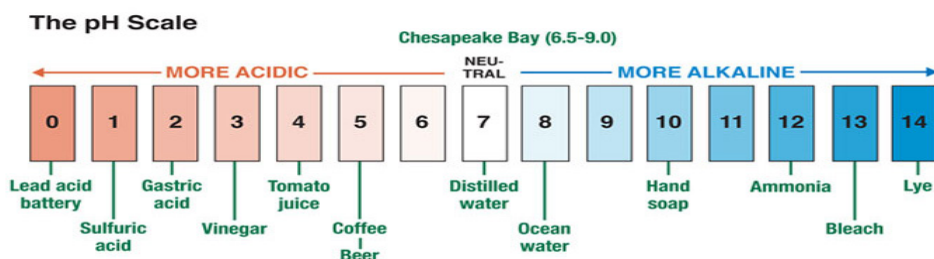 The pH Scale
Chesapeake Bay (6.5-9.0)
MORE ACIDIC
NEU-
TRAL
MORE ALKALINE
0 1 2 3 4 5 6 7 8 9 10 11 12 13 14
Lead acid
battery
Sulfuric
acid
Gastric
acid
Vinegar
Tomato
juice
Coffee
Beer
Distilled
water
Ocean
water
Hand
soap
Ammonia
Bleach
Lye